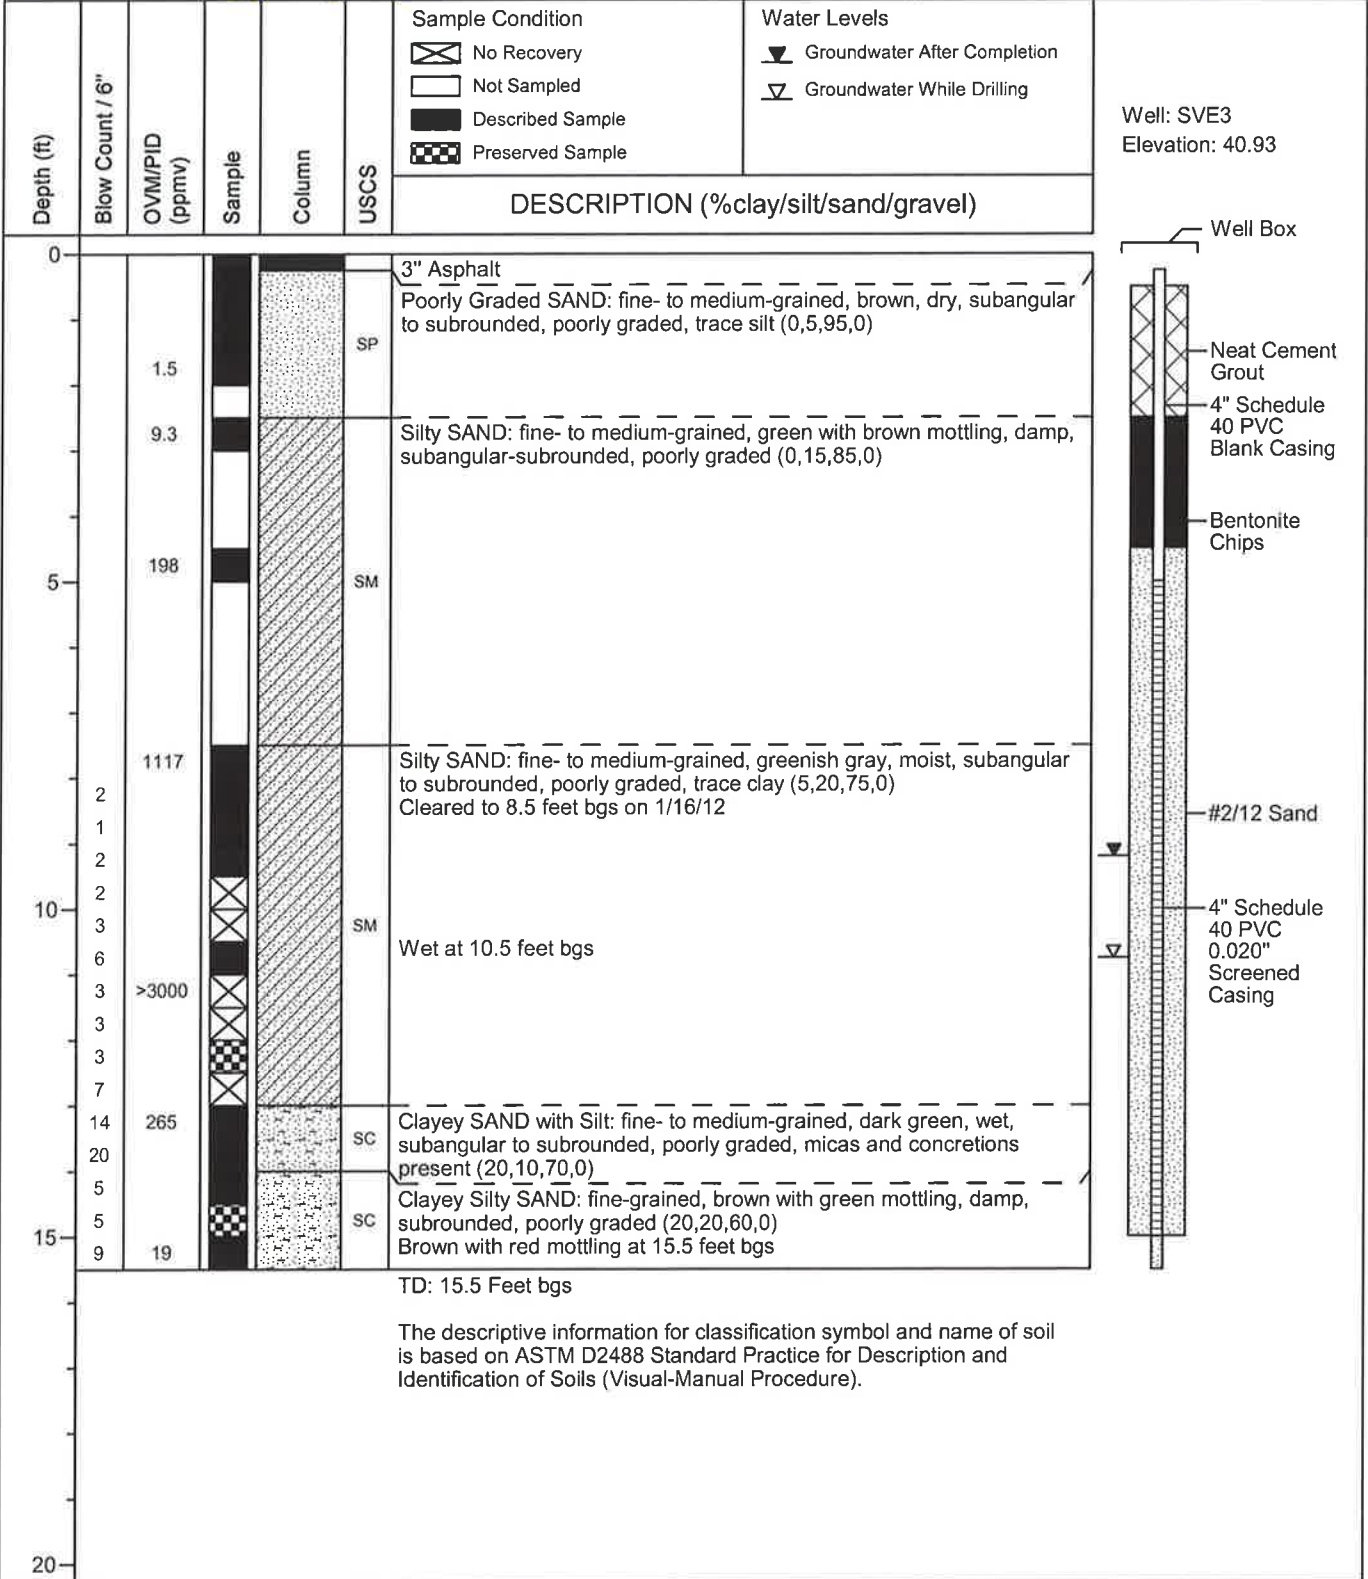 Sample Condition
No Recovery
Not Sampled
Described Sample
Preserved Sample
Water Levels
Groundwater After Completion
Groundwater While Drilling
Well: SVE3
Elevation: 40.93
Depth (ft)
Blow Count / 6"
OVM/PID
(ppmv)
Sample
Column
USCS
DESCRIPTION (%clay/silt/sand/gravel)
Well Box
0
3" Asphalt
Poorly Graded SAND: fine- to medium-grained, brown, dry, subangular
to subrounded, poorly graded, trace silt (0,5,95,0)
SP
1.5
Neat Cement
Grout
4" Schedule
40 PVC
Blank Casing
9.3
Silty SAND: fine- to medium-grained, green with brown mottling, damp,
subangular-subrounded, poorly graded (0,15,85,0)
Bentonite
Chips
198
5
SM
1117
Silty SAND: fine- to medium-grained, greenish gray, moist, subangular
to subrounded, poorly graded, trace clay (5,20,75,0)
Cleared to 8.5 feet bgs on 1/16/12
2
1
2
2
#2/12 Sand
10
3
SM
4" Schedule
40 PVC
0.020"
Screened
Casing
6
Wet at 10.5 feet bgs
3
>3000
3
3
7
14
265
SC
Clayey SAND with Silt: fine- to medium-grained, dark green, wet,
subangular to subrounded, poorly graded, micas and concretions
present (20,10,70,0)
20
5
5
SC
Clayey Silty SAND: fine-grained, brown with green mottling, damp,
subrounded, poorly graded (20,20,60,0)
Brown with red mottling at 15.5 feet bgs
15
9
19
TD: 15.5 Feet bgs
The descriptive information for classification symbol and name of soil
is based on ASTM D2488 Standard Practice for Description and
Identification of Soils (Visual-Manual Procedure).
20